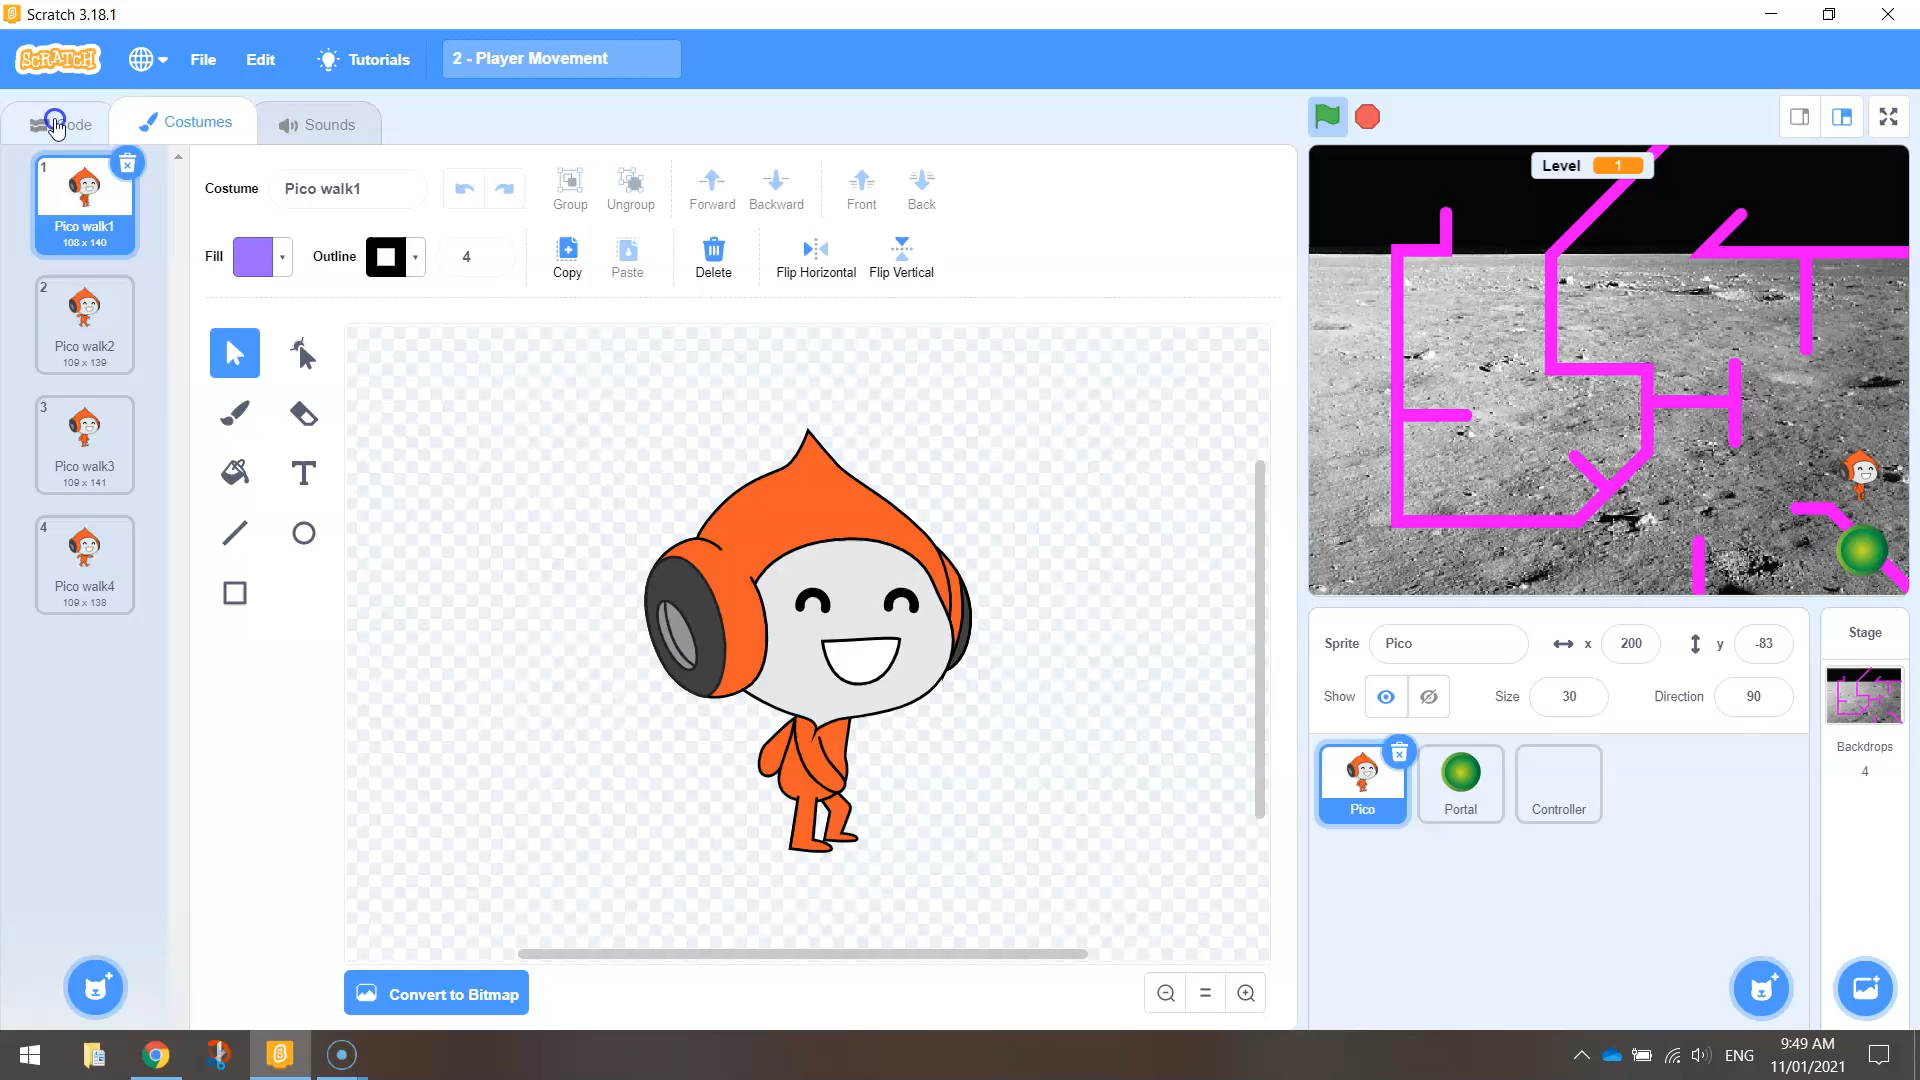 Scratch 3.18.1
SCRATCH
File
Edit
Tutorials
2 - Player Movement
Costumes
Sounds
1
Pico walk1
108 x 140
2
Pico walk2
109 x 139
3
Pico walk3
109 x 141
4
Pico walk4
109 x 138
Costume
Pico walk1
Group
Ungroup
Forward
Backward
Front
Back
Fill
Outline
4
Copy
Paste
Delete
Flip Horizontal
Flip Vertical
T
Convert to Bitmap
Level 1
Sprite
Pico
x
200
y
-83
Show
Size
30
Direction
90
Pico
Portal
Controller
Stage
Backdrops
4
ENG
9:49 AM
11/01/2021